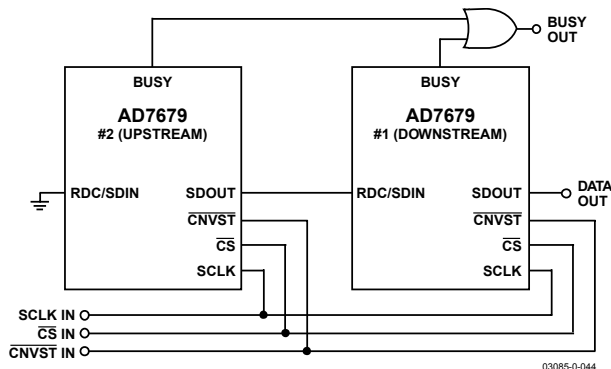 BUSY
OUT
BUSY
AD7679
#2 (UPSTREAM)
RDC/SDIN
SDOUT
CNVST
CS
SCLK
BUSY
AD7679
#1 (DOWNSTREAM)
RDC/SDIN
SDOUT
CNVST
CS
SCLK
DATA
OUT
SCLK IN
CS IN
CNVST IN
03085-0-044